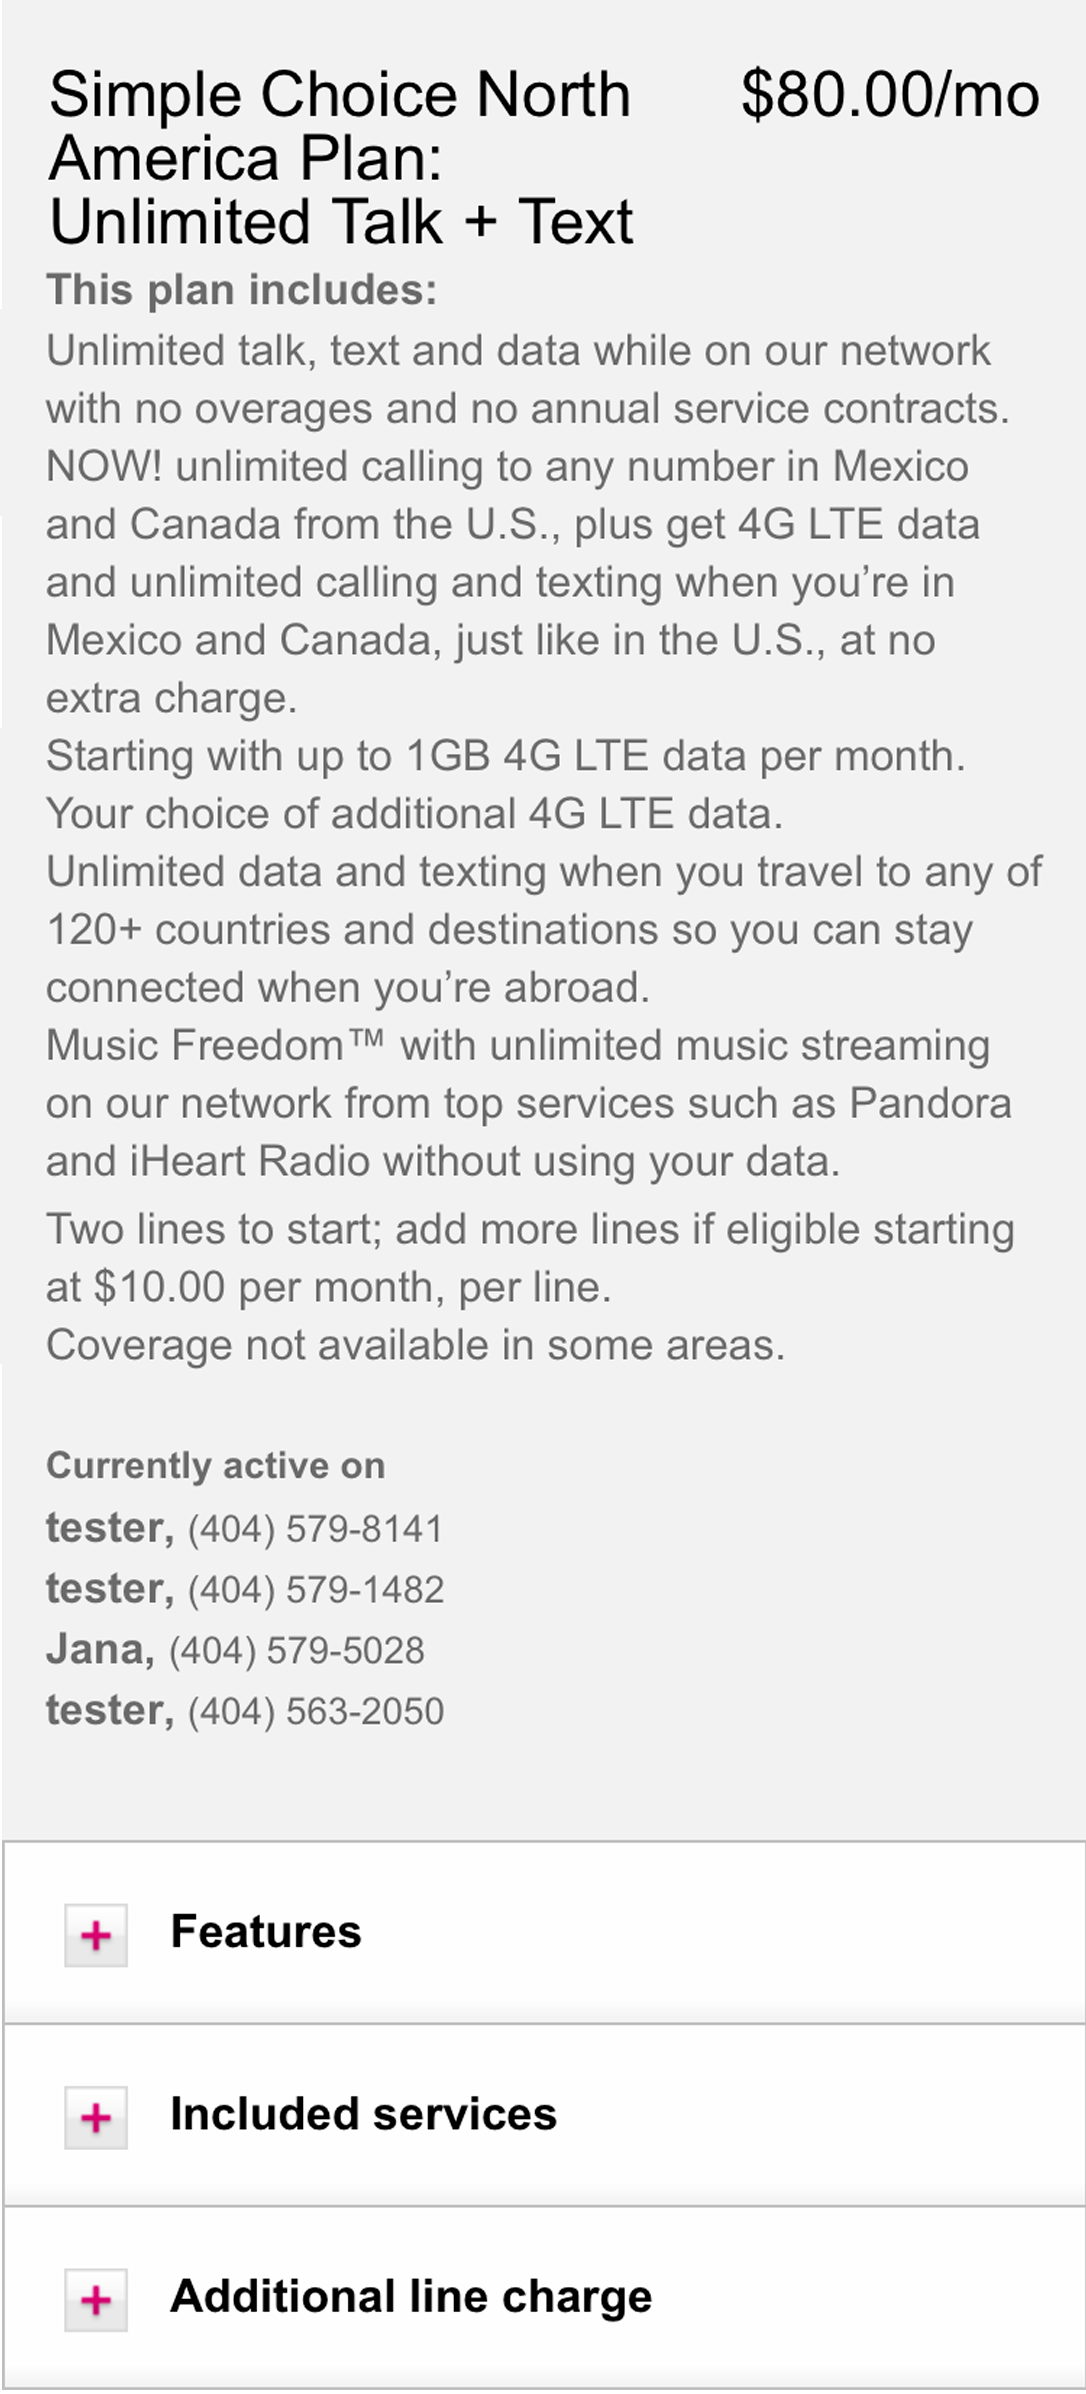 Simple Choice North $80.00/mo
America Plan:
Unlimited Talk + Text
This plan includes:
Unlimited talk, text and data while on our network
with no overages and no annual service contracts.
NOW! unlimited calling to any number in Mexico
and Canada from the U.S., plus get 4G LTE data
and unlimited calling and texting when you’re in
Mexico and Canada, just like in the U.S., at no
extra charge.
Starting with up to 1GB 4G LTE data per month.
Your choice of additional 4G LTE data.
Unlimited data and texting when you travel to any of
120+ countries and destinations so you can stay
connected when you’re abroad.
Music Freedom™ with unlimited music streaming
on our network from top services such as Pandora
and iHeart Radio without using your data.
Two lines to start; add more lines if eligible starting
at $10.00 per month, per line.
Coverage not available in some areas.
Currently active on
tester, (404) 579-8141
tester, (404) 579-1482
Jana, (404) 579-5028
tester, (404) 563-2050
+ Features
+ Included services
+ Additional line charge